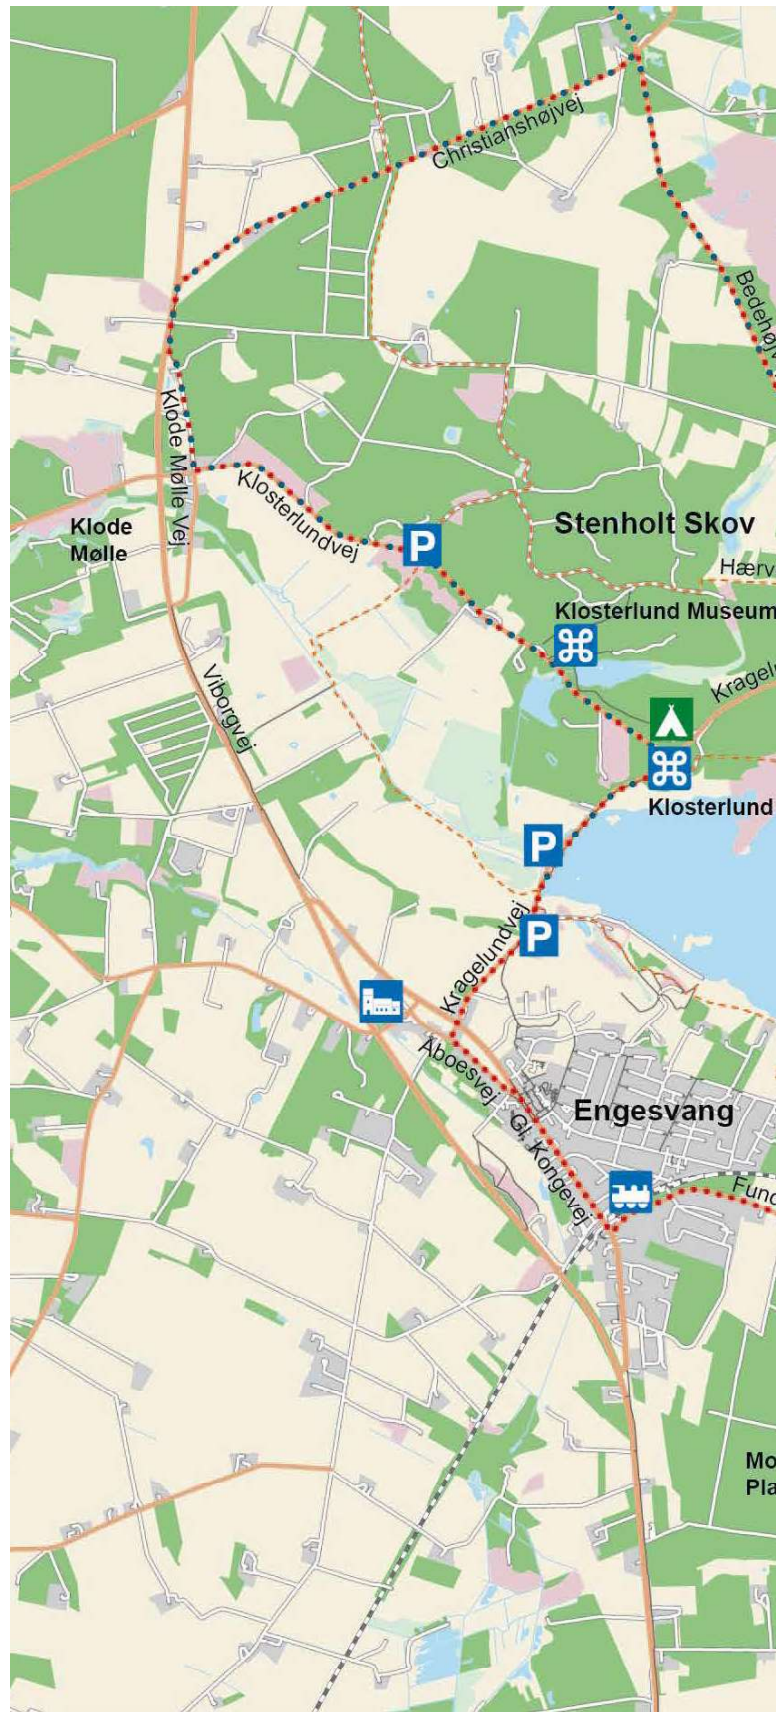 Christianshøjvej
Bedehøjv
Klode Mølle Vej
Klosterlundvej
P
Stenholt Skov
Klode
Mølle
Hærv
Klosterlund Museum
Viborgvej
Kragelu
Klosterlund
P
Kragelundvej
P
Aboesvej
Engesvang
Gl. Kongevej
Fund
Mo
Pla